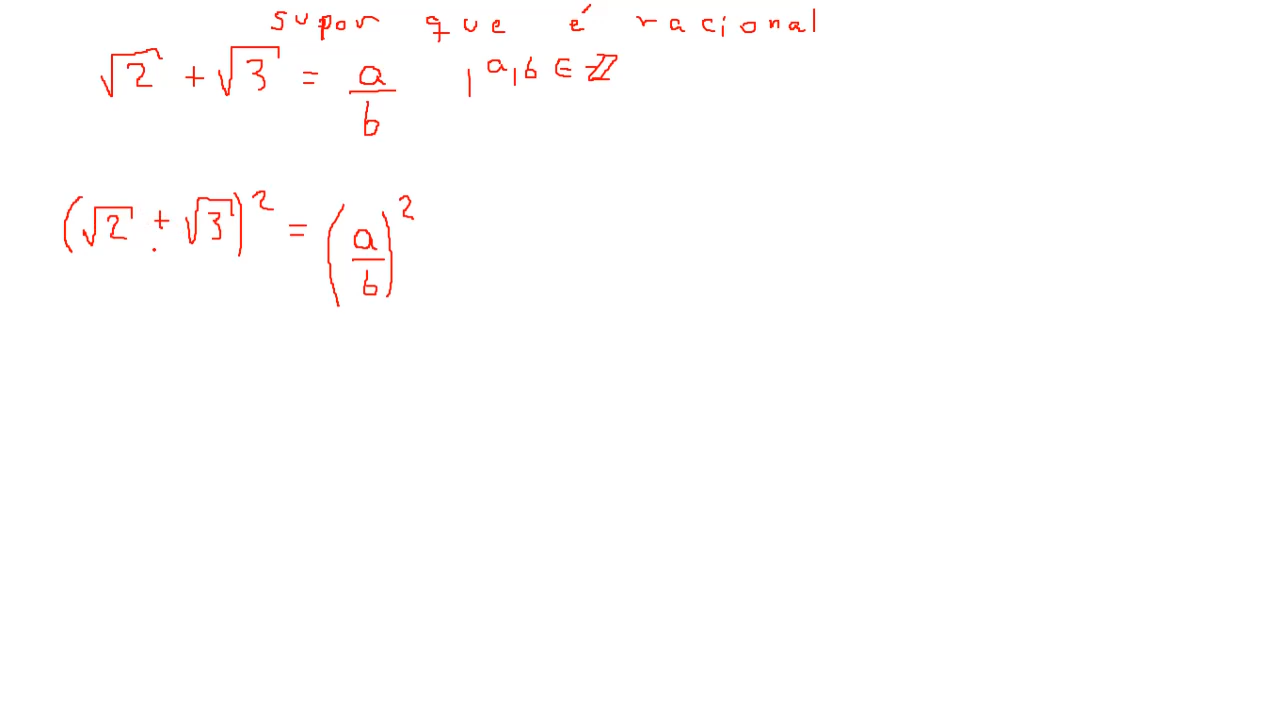 supor que é racional
√2 + √3 = a/b , a, b ∈ ℤ
(√2 + √3)² = (a/b)²